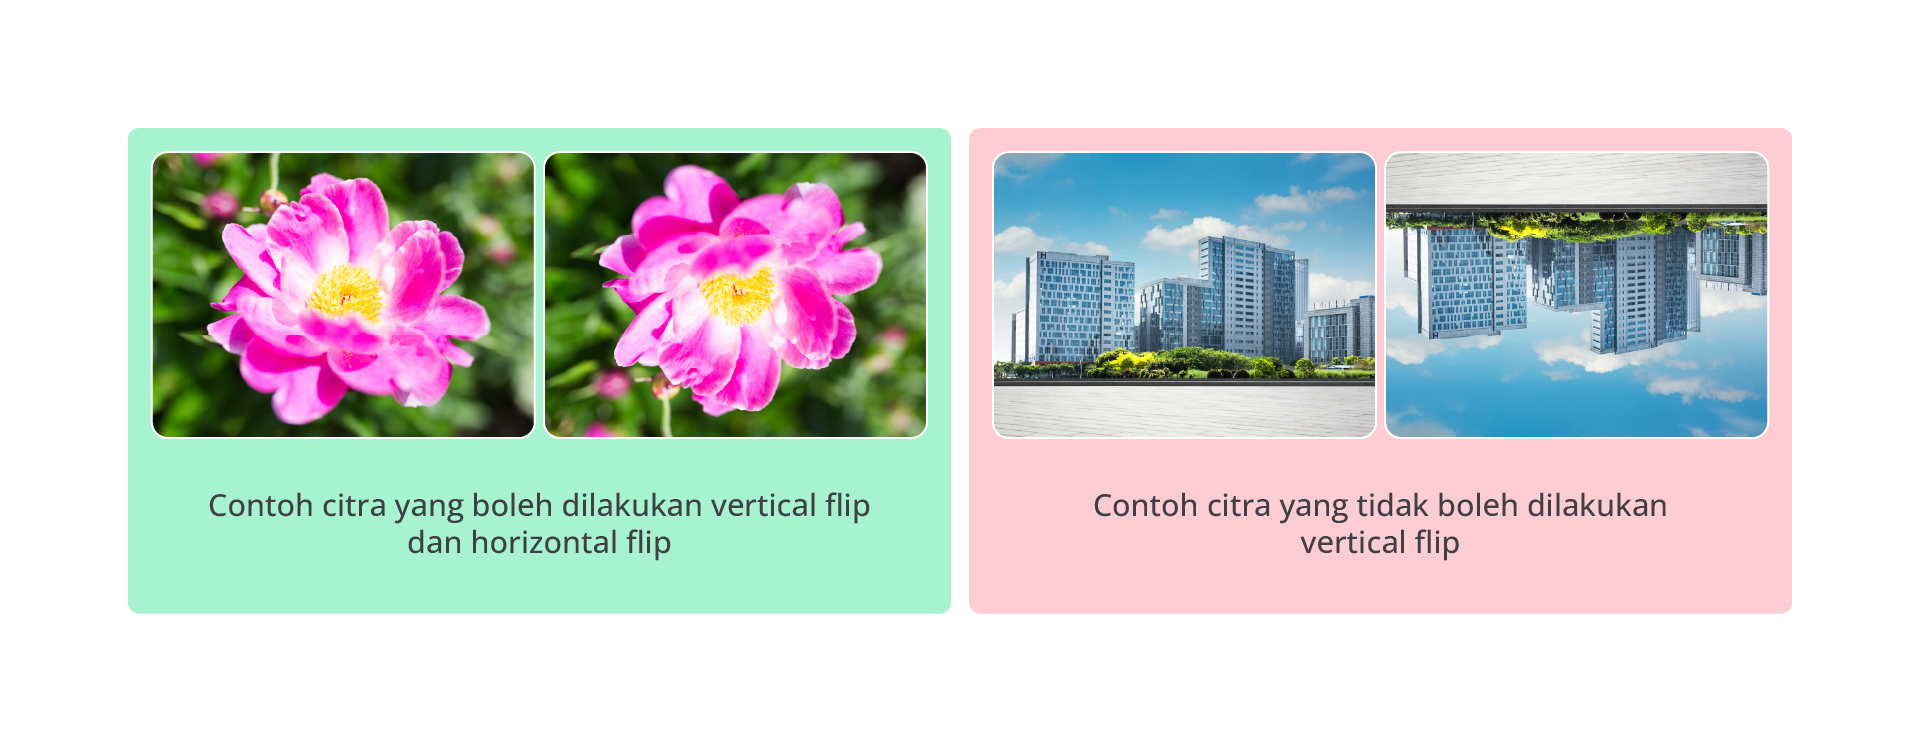 Contoh citra yang boleh dilakukan vertical flip
dan horizontal flip
Contoh citra yang tidak boleh dilakukan
vertical flip